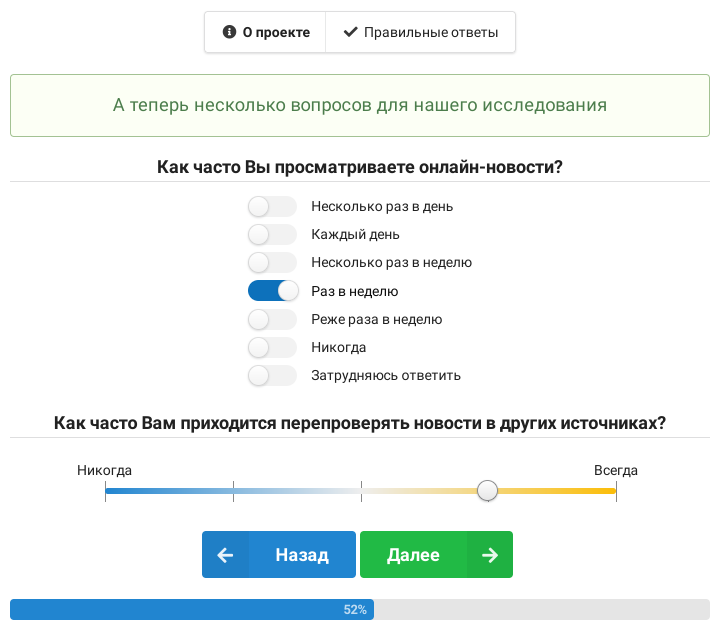 О проекте
Правильные ответы
А теперь несколько вопросов для нашего исследования
Как часто Вы просматриваете онлайн-новости?
Несколько раз в день
Каждый день
Несколько раз в неделю
Раз в неделю
Реже раза в неделю
Никогда
Затрудняюсь ответить
Как часто Вам приходится перепроверять новости в других источниках?
Никогда
Всегда
Назад
Далее
52%